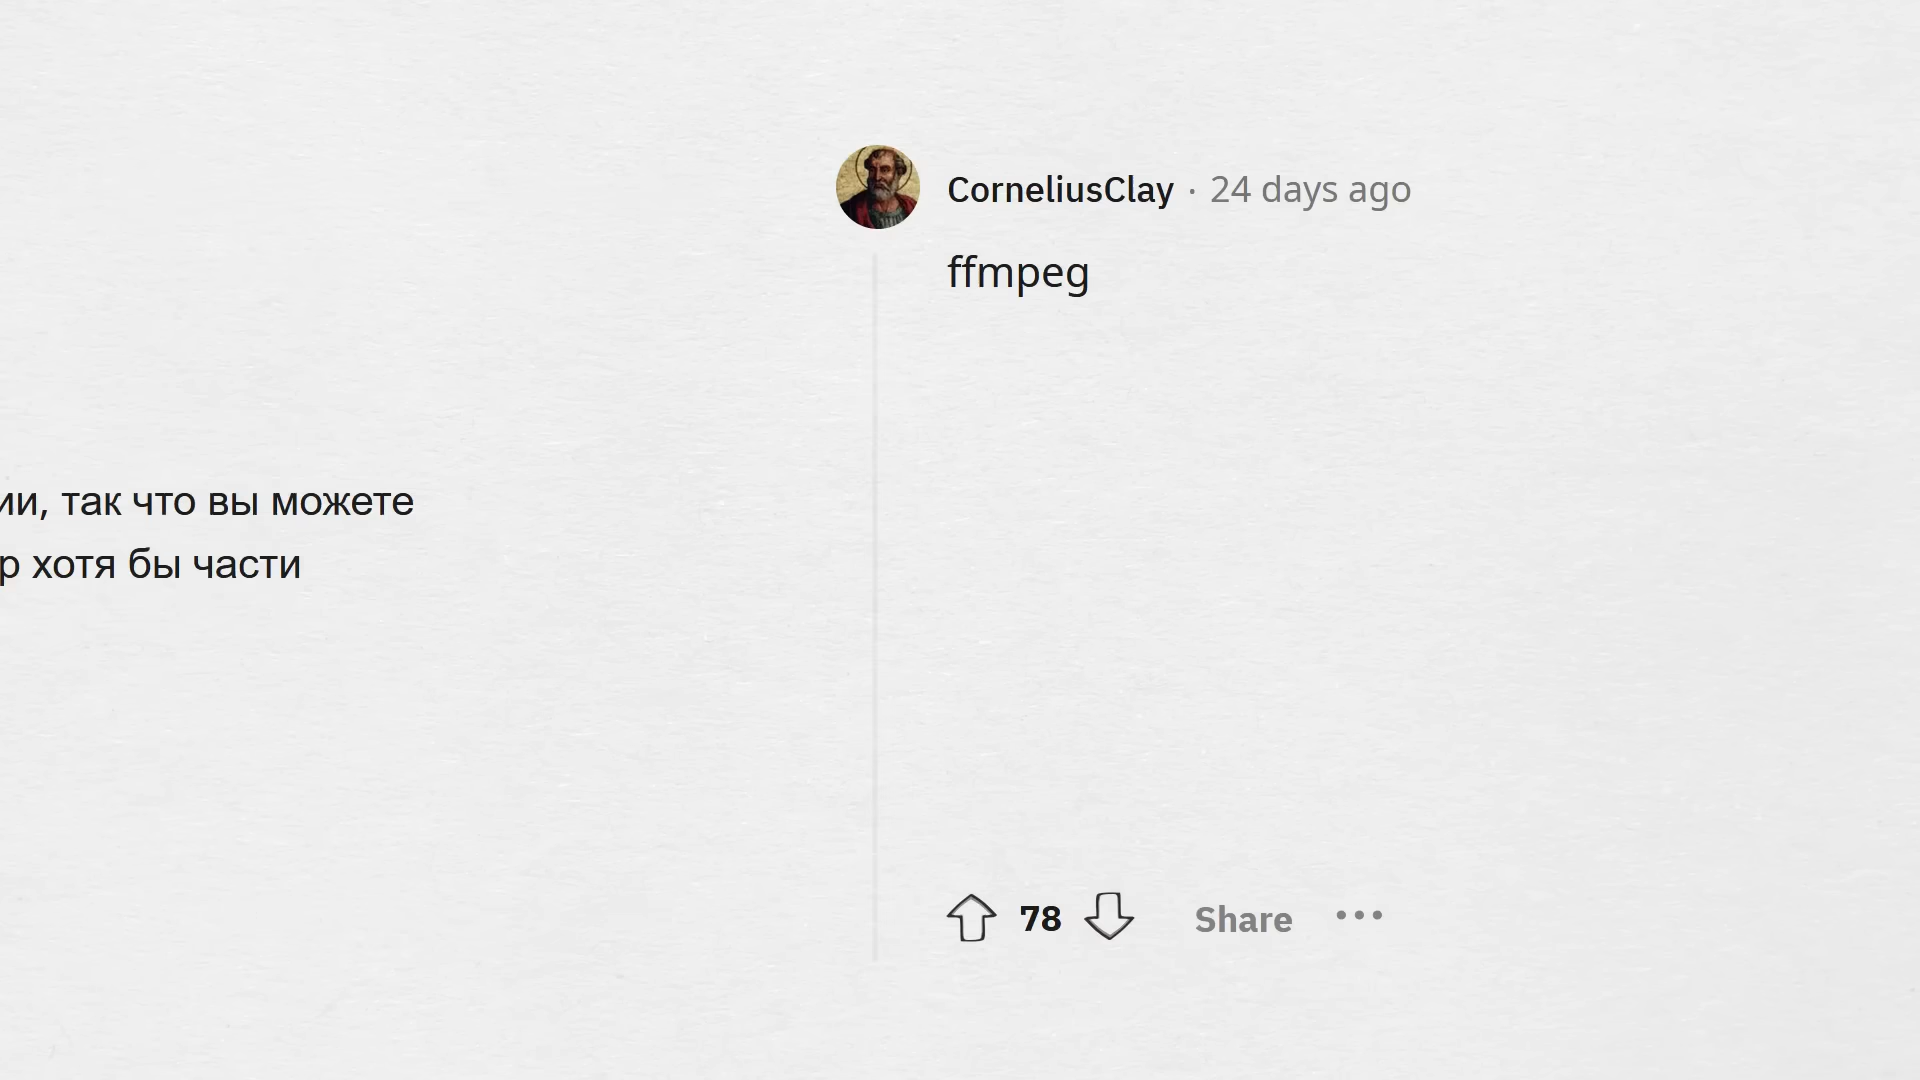 CorneliusClay · 24 days ago
ffmpeg
ии, так что вы можете
р хотя бы части
78 Share